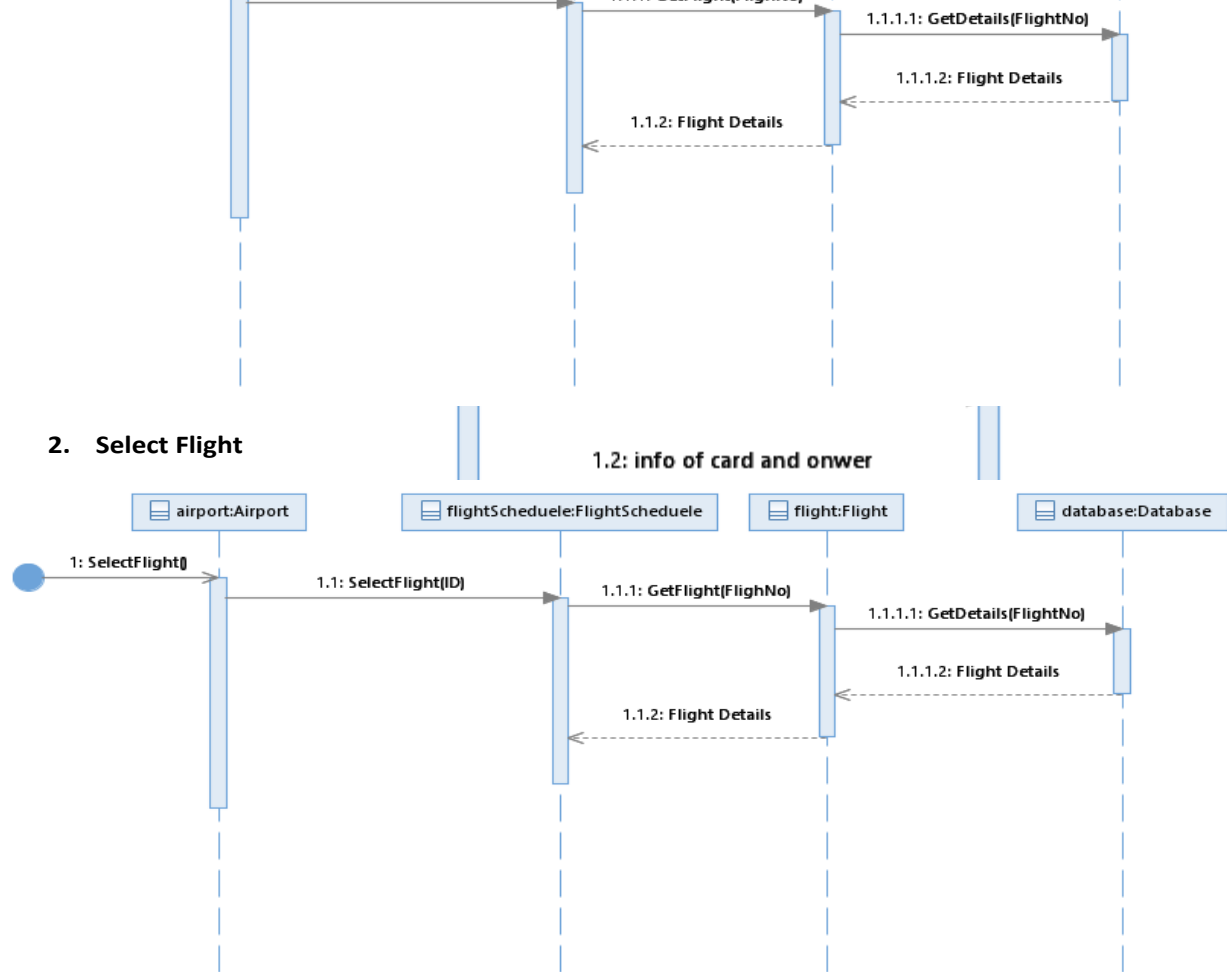 1.1.1.1: GetDetails(FlightNo)
1.1.1.2: Flight Details
1.1.2: Flight Details
2. Select Flight
1.2: info of card and onwer
airport:Airport
flightScheduele:FlightScheduele
flight:Flight
database:Database
1: SelectFlight()
1.1: SelectFlight(ID)
1.1.1: GetFlight(FlighNo)
1.1.1.1: GetDetails(FlightNo)
1.1.1.2: Flight Details
1.1.2: Flight Details